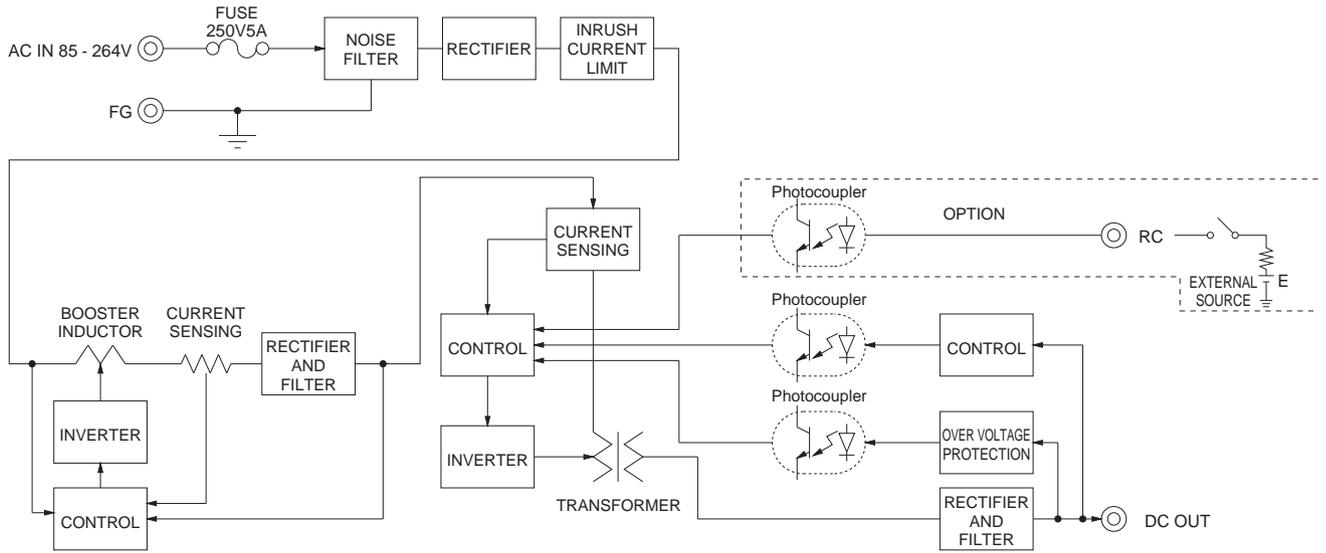 FUSE
250V5A
AC IN 85 - 264V
NOISE
FILTER
RECTIFIER
INRUSH
CURRENT
LIMIT
FG
Photocoupler
OPTION
RC
CURRENT
SENSING
EXTERNAL
SOURCE
E
BOOSTER
INDUCTOR
CURRENT
SENSING
RECTIFIER
AND
FILTER
CONTROL
Photocoupler
CONTROL
INVERTER
Photocoupler
OVER VOLTAGE
PROTECTION
INVERTER
TRANSFORMER
CONTROL
RECTIFIER
AND
FILTER
DC OUT